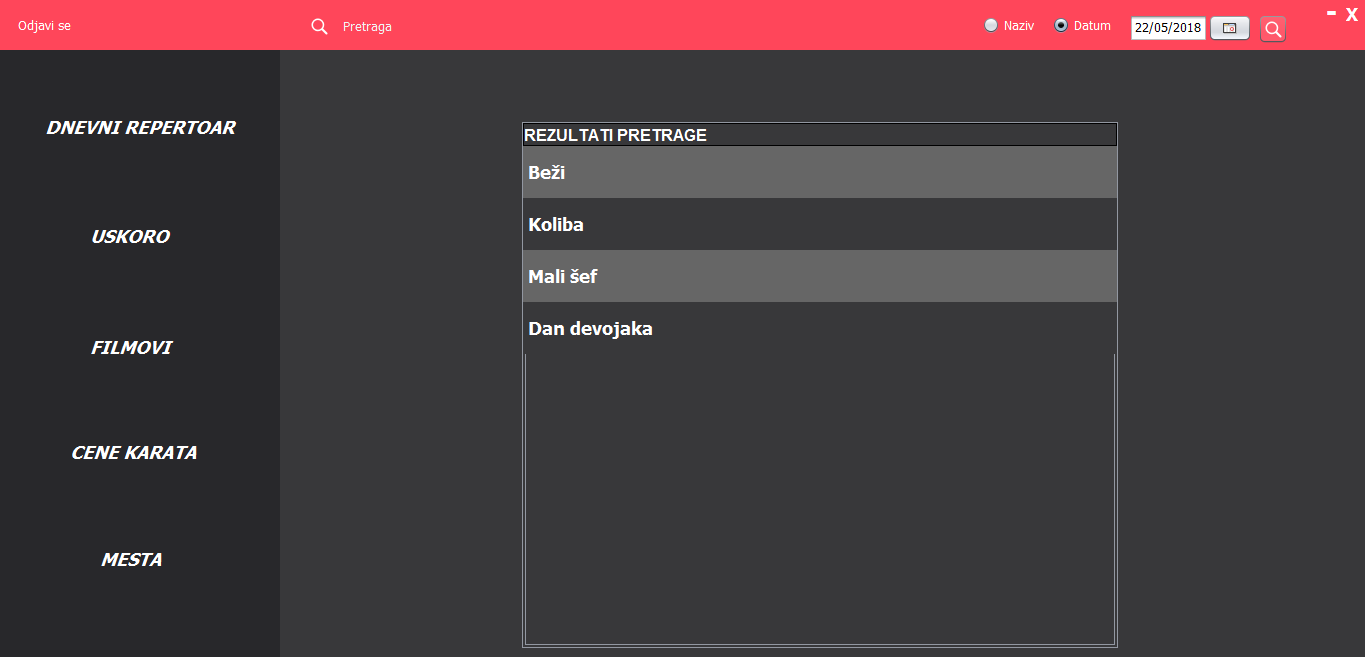 Odjavi se
Pretraga
Naziv
Datum
22/05/2018
- X
DNEVNI REPERTOAR
USKORO
FILMOVI
CENE KARATA
MESTA
REZULTATI PRETRAGE
Beži
Koliba
Mali šef
Dan devojaka